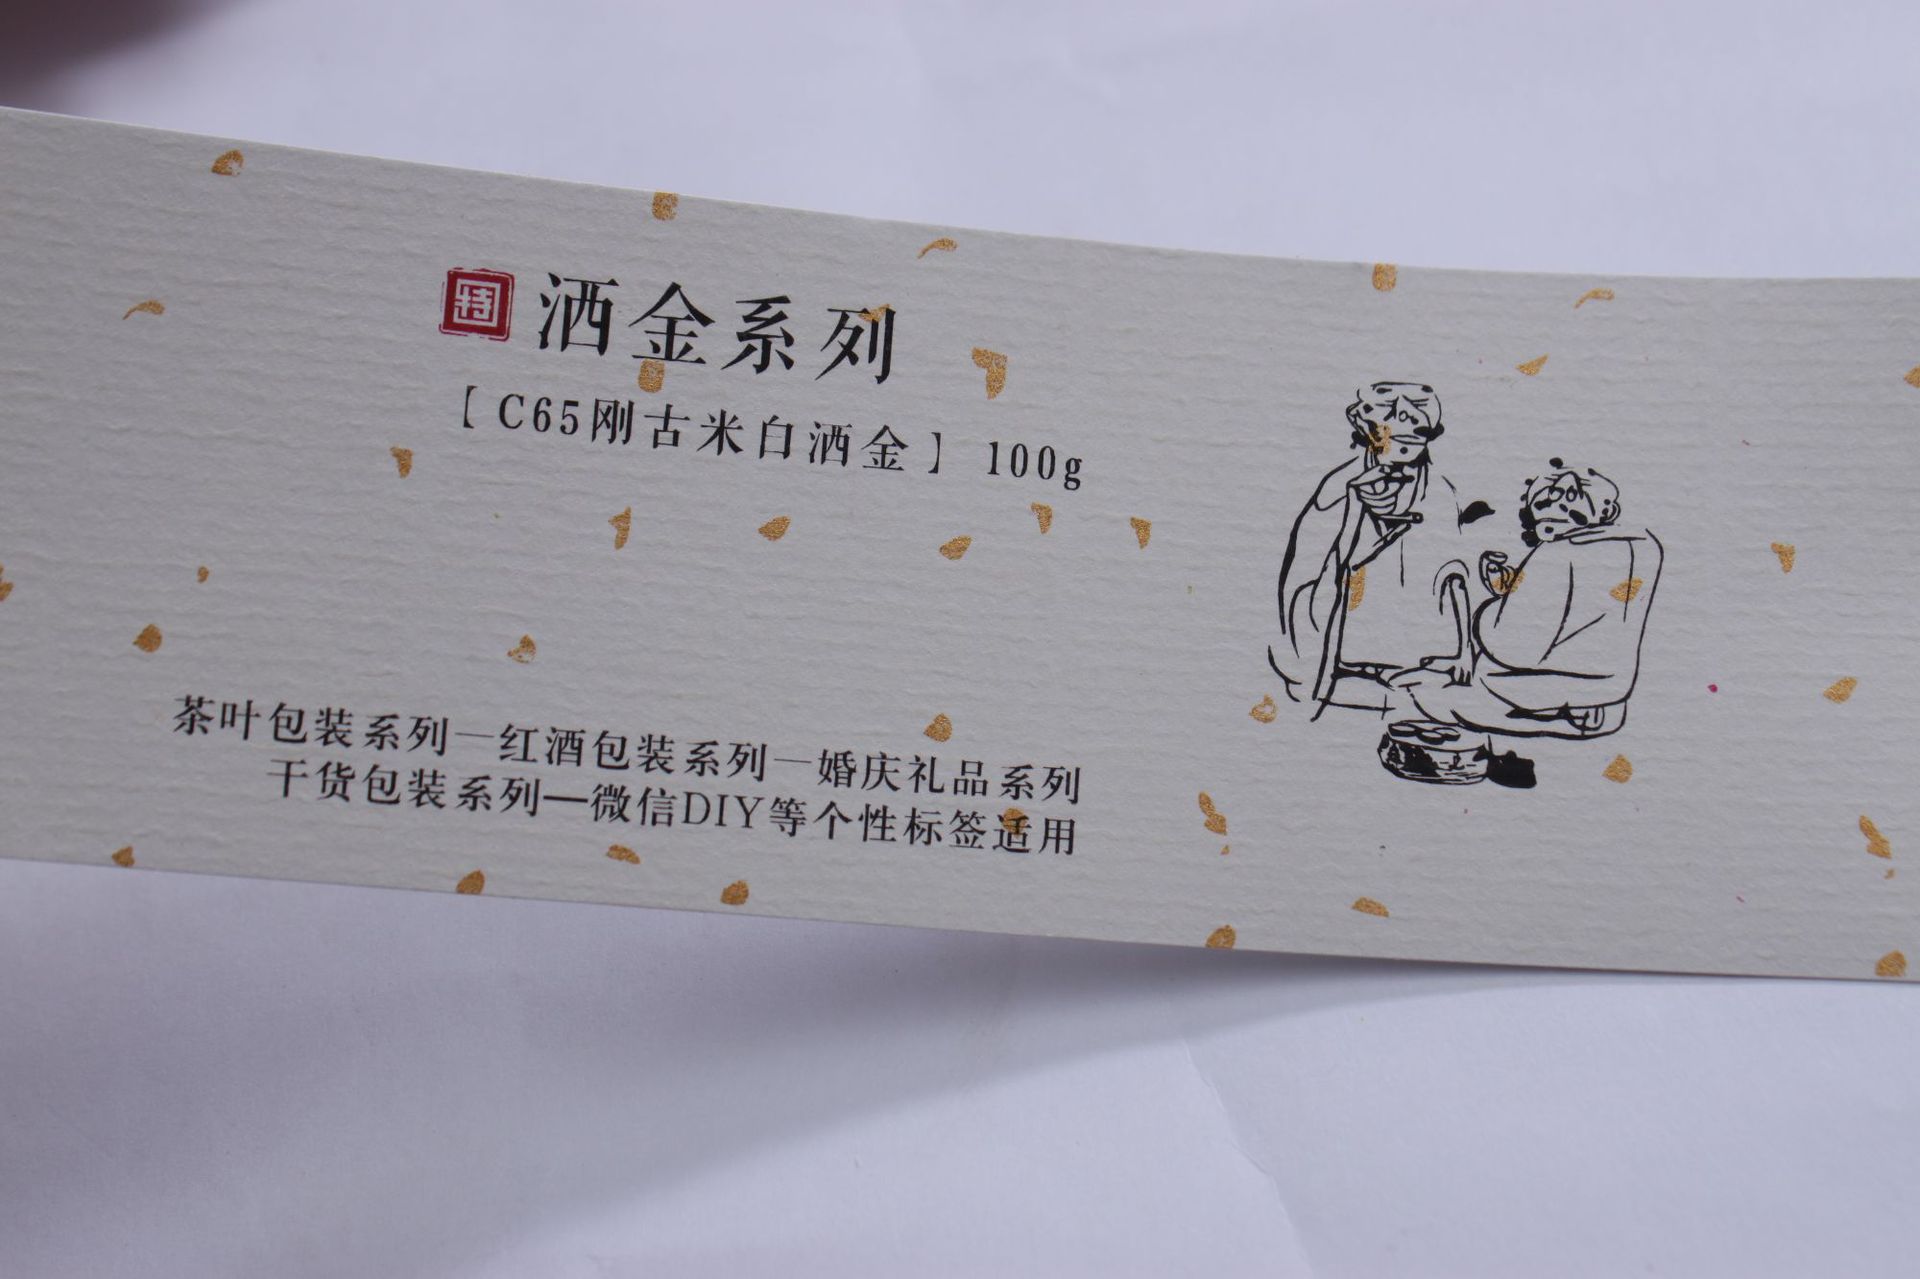 特 洒金系列
【C65刚古米白洒金】 100g
茶叶包装系列—红酒包装系列—婚庆礼品系列
干货包装系列—微信DIY等个性标签适用